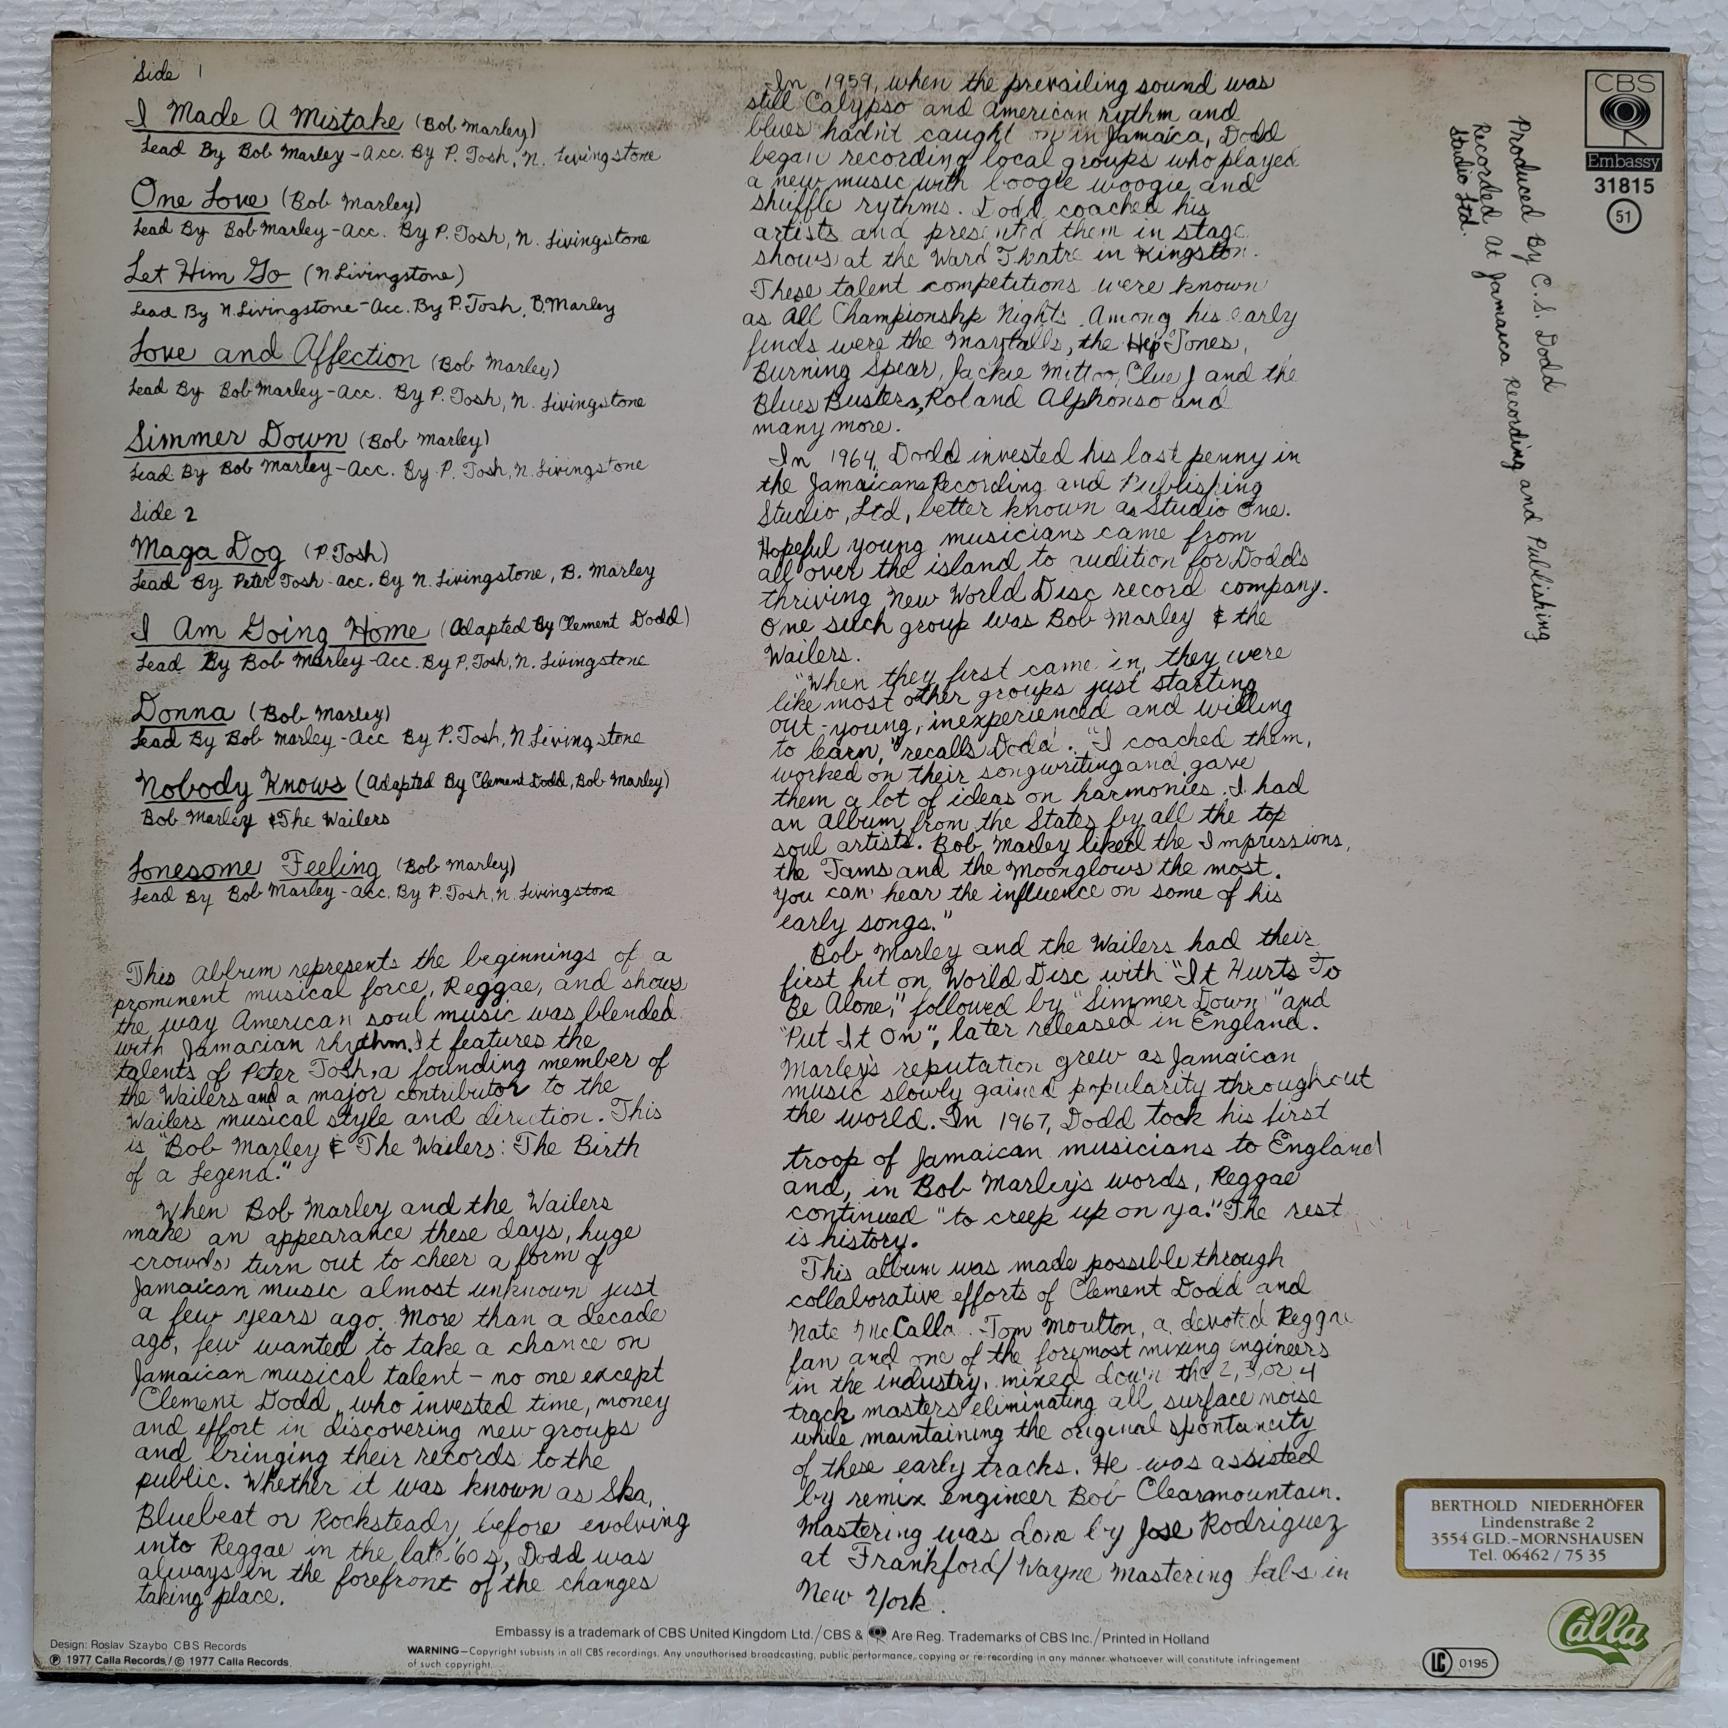 Side 1
I Made A Mistake (Bob Marley)
Lead By Bob Marley-Acc. By P. Tosh, N. Livingstone
One Love (Bob Marley)
Lead By Bob Marley-Acc. By P. Tosh, N. Livingstone
Let Him Go (N Livingstone)
Lead By N. Livingstone-Acc. By P. Tosh, B. Marley
Love and Affection (Bob Marley)
Lead By Bob Marley-Acc. By P. Tosh, N. Livingstone
Simmer Down (Bob Marley)
Lead By Bob Marley-Acc. By P. Tosh, N. Livingstone
Side 2
Maga Dog (P Tosh)
Lead By Peter Tosh-acc. By N. Livingstone, B. Marley
I Am Going Home (Adapted By Clement Dodd)
Lead By Bob Marley-Acc. By P. Tosh, N. Livingstone
Donna (Bob Marley)
Lead By Bob Marley-Acc By P. Tosh, N. Livingstone
Nobody Knows (Adapted By Clement Dodd, Bob Marley)
Bob Marley & The Wailers
Lonesome Feeling (Bob Marley)
Lead By Bob Marley-Acc. By P. Tosh, N. Livingstone
This album represents the beginnings of a
prominent musical force, Reggae, and shows
the way American soul music was blended
with Jamacian rhythm. It features the
talents of Peter Tosh, a founding member of
the Wailers and a major contributor to the
Wailers musical style and direction. This
is "Bob Marley & The Wailers: The Birth
of a Legend."
When Bob Marley and the Wailers
make an appearance these days, huge
crowds turn out to cheer a form of
Jamaican music almost unknown just
a few years ago. More than a decade
ago, few wanted to take a chance on
Jamaican musical talent - no one except
Clement Dodd, who invested time, money
and effort in discovering new groups
and bringing their records to the
public. Whether it was known as Ska,
Bluebeat or Rocksteady, before evolving
into Reggae in the late '60s, Dodd was
always in the forefront of the changes
taking place.
In 1959, when the prevailing sound was
still Calypso and American rythm and
blues hadn't caught on in Jamaica, Dodd
began recording local groups who played
a new music with boogie woogie and
shuffle rythms. Dodd coached his
artists and presented them in stage
shows at the Ward Theatre in Kingston.
These talent competitions were known
as All Championship Nights. Among his early
finds were the Maytalls, the Hep Tones,
Burning Spear, Jackie Mittoo, Clue J and the
Blues Busters, Roland Alphonso and
many more.
In 1964, Dodd invested his last penny in
the Jamaicans Recording and Publishing
Studio, Ltd, better known as Studio One.
Hopeful young musicians came from
all over the island to audition for Dodd's
thriving New World Disc record company.
One such group was Bob Marley & the
Wailers.
"When they first came in, they were
like most other groups just starting
out - young, inexperienced and willing
to learn," recalls Dodd. "I coached them,
worked on their songwriting and gave
them a lot of ideas on harmonies. I had
an album from the States by all the top
soul artists. Bob Marley liked the Impressions,
the Tams and the Moonglows the most.
You can hear the influence on some of his
early songs."
Bob Marley and the Wailers had their
first hit on World Disc with "It Hurts To
Be Alone," followed by "Simmer Down" and
"Put It On", later released in England.
Marley's reputation grew as Jamaican
music slowly gained popularity throughout
the world. In 1967, Dodd took his first
troop of Jamaican musicians to England
and, in Bob Marley's words, Reggae
continued "to creep up on ya." The rest
is history.
This album was made possible through
collaborative efforts of Clement Dodd and
Nate McCalla. Tom Moulton, a devoted Reggae
fan and one of the foremost mixing engineers
in the industry, mixed down the 2, 3, or 4
track masters eliminating all surface noise
while maintaining the original spontaneity
of these early tracks. He was assisted
by remix engineer Bob Clearmountain.
Mastering was done by Jose Rodriguez
at Frankford/Wayne Mastering Labs in
New York.
Produced By C.S. Dodd
Recorded At Jamaica Recording and Publishing
Studio Ltd.
CBS
Embassy
31815
51
BERTHOLD NIEDERHÖFER
Lindenstraße 2
3554 GLD.-MORNSHAUSEN
Tel. 06462 / 75 35
Calla
LC 0195
Embassy is a trademark of CBS United Kingdom Ltd./CBS & Are Reg. Trademarks of CBS Inc./Printed in Holland
WARNING—Copyright subsists in all CBS recordings. Any unauthorised broadcasting, public performance, copying or re-recording in any manner whatsoever will constitute infringement
of such copyright.
Design: Roslav Szaybo CBS Records
℗ 1977 Calla Records./© 1977 Calla Records.